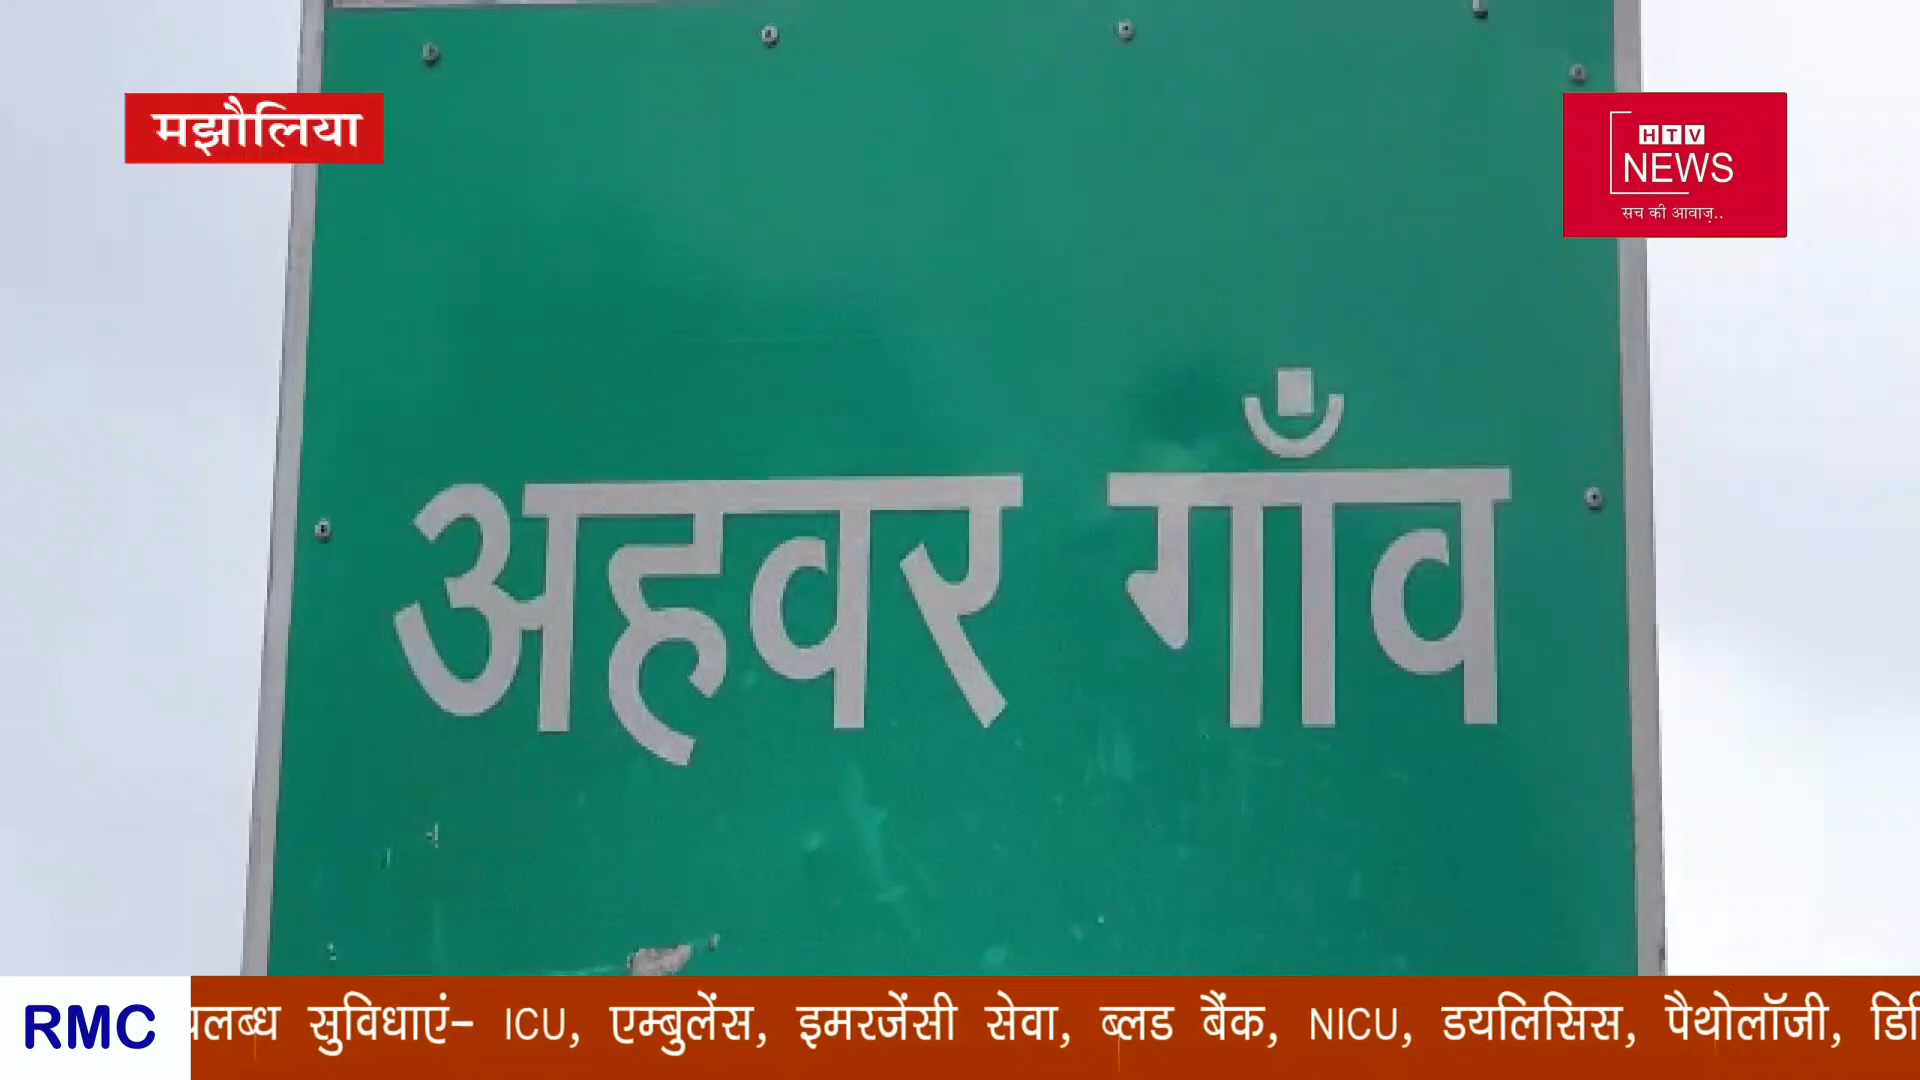 मझौलिया
HTV
NEWS
सच की आवाज़..
अहवर गाँव
RMC
सुविधाएं- ICU, एम्बुलेंस, इमरजेंसी सेवा, ब्लड बैंक, NICU, डयलिसिस, पैथोलॉजी,